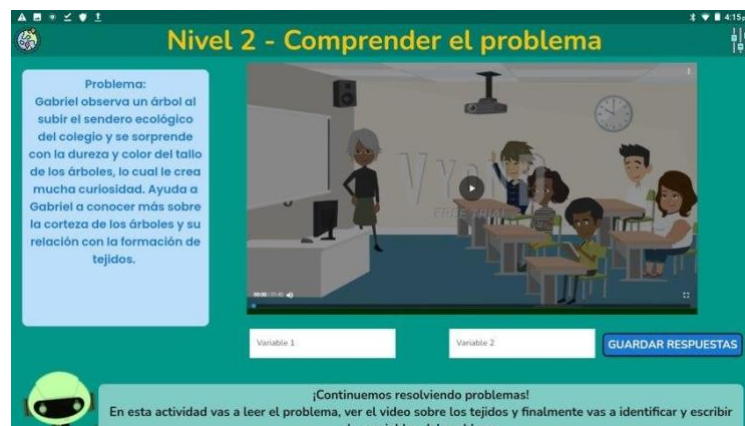 4:15
Nivel 2 - Comprender el problema
Problema:
Gabriel observa un árbol al
subir el sendero ecológico
del colegio y se sorprende
con la dureza y color del tallo
de los árboles, lo cual le crea
mucha curiosidad. Ayuda a
Gabriel a conocer más sobre
la corteza de los árboles y su
relación con la formación de
tejidos.
FREE TRIAL
Variable 1
Variable 2
GUARDAR RESPUESTAS
¡Continuemos resolviendo problemas!
En esta actividad vas a leer el problema, ver el video sobre los tejidos y finalmente vas a identificar y escribir